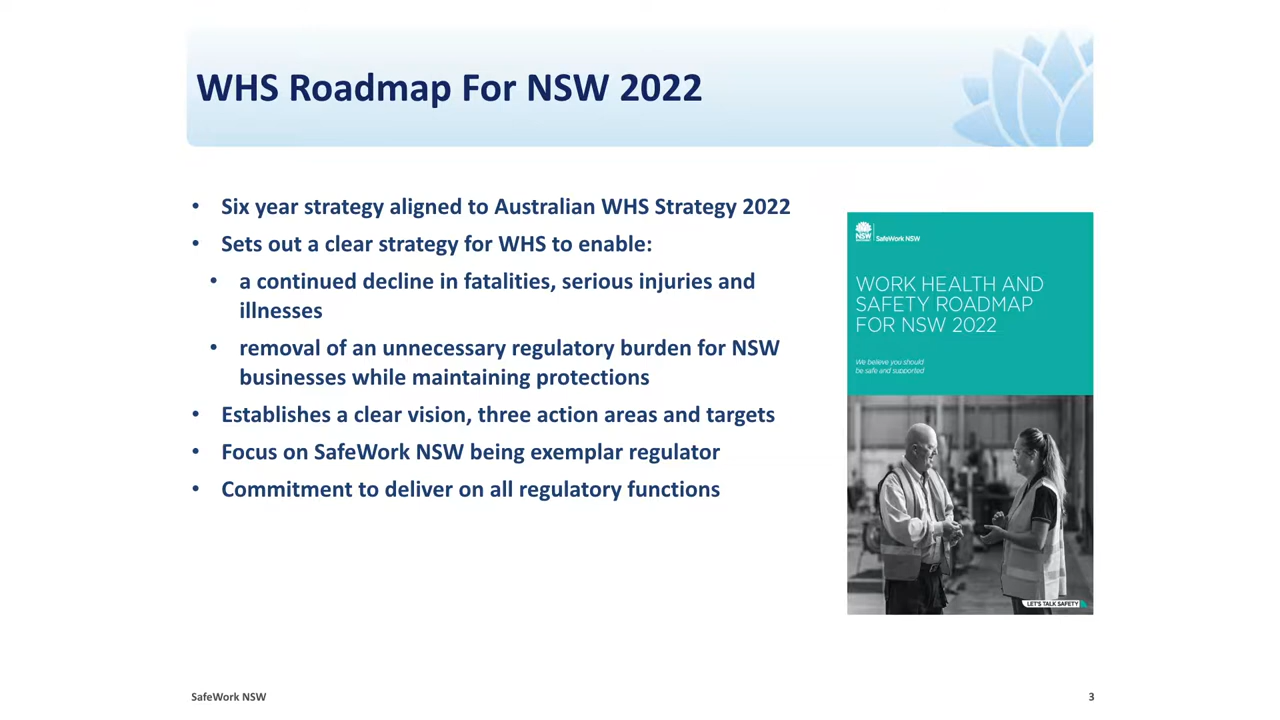 WHS Roadmap For NSW 2022
• Six year strategy aligned to Australian WHS Strategy 2022
• Sets out a clear strategy for WHS to enable:
• a continued decline in fatalities, serious injuries and
illnesses
• removal of an unnecessary regulatory burden for NSW
businesses while maintaining protections
• Establishes a clear vision, three action areas and targets
• Focus on SafeWork NSW being exemplar regulator
• Commitment to deliver on all regulatory functions
NSW
SafeWork NSW
WORK HEALTH AND
SAFETY ROADMAP
FOR NSW 2022
We believe you should
be safe and supported
LET'S TALK SAFETY
SafeWork NSW
3